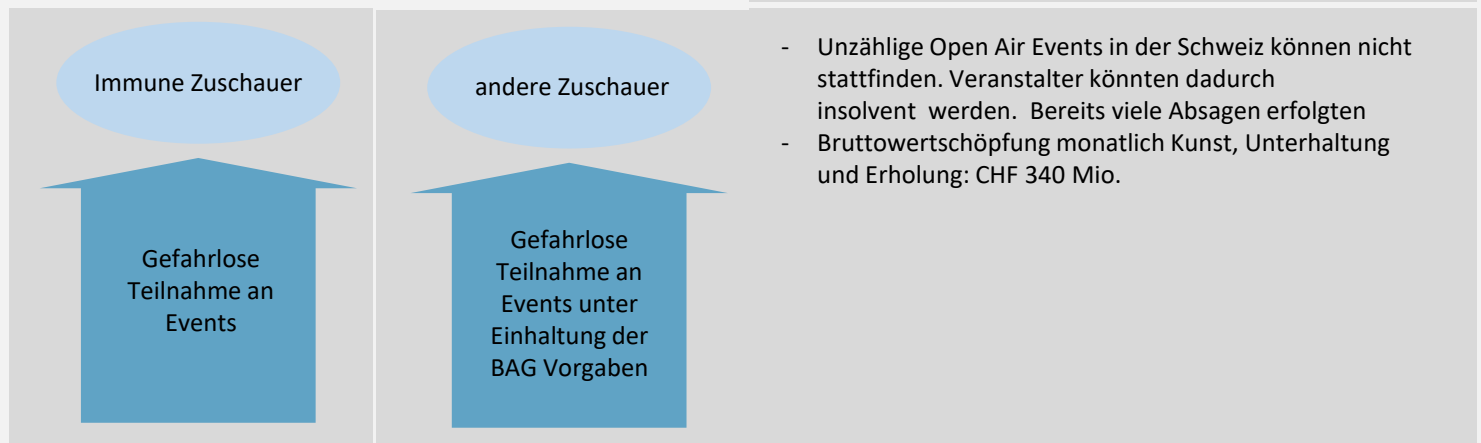 Immune Zuschauer
Gefahrlose
Teilnahme an
Events
andere Zuschauer
Gefahrlose
Teilnahme an
Events unter
Einhaltung der
BAG Vorgaben
- Unzählige Open Air Events in der Schweiz können nicht
stattfinden. Veranstalter könnten dadurch
insolvent werden. Bereits viele Absagen erfolgten
- Bruttowertschöpfung monatlich Kunst, Unterhaltung
und Erholung: CHF 340 Mio.